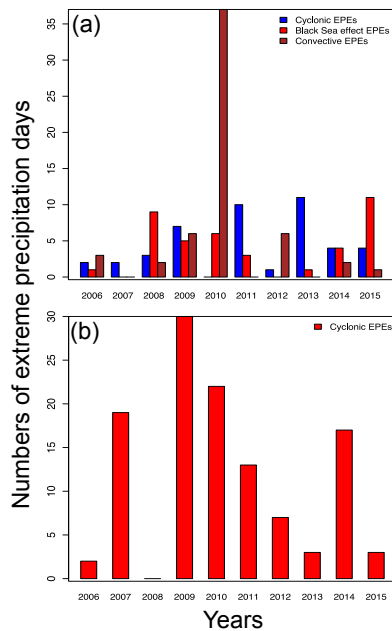 (a)
Cyclonic EPEs
Black Sea effect EPEs
Convective EPEs
35
30
25
20
15
10
5
0
2006 2007 2008 2009 2010 2011 2012 2013 2014 2015
(b)
Cyclonic EPEs
30
25
20
15
10
5
0
2006 2007 2008 2009 2010 2011 2012 2013 2014 2015
Numbers of extreme precipitation days
Years